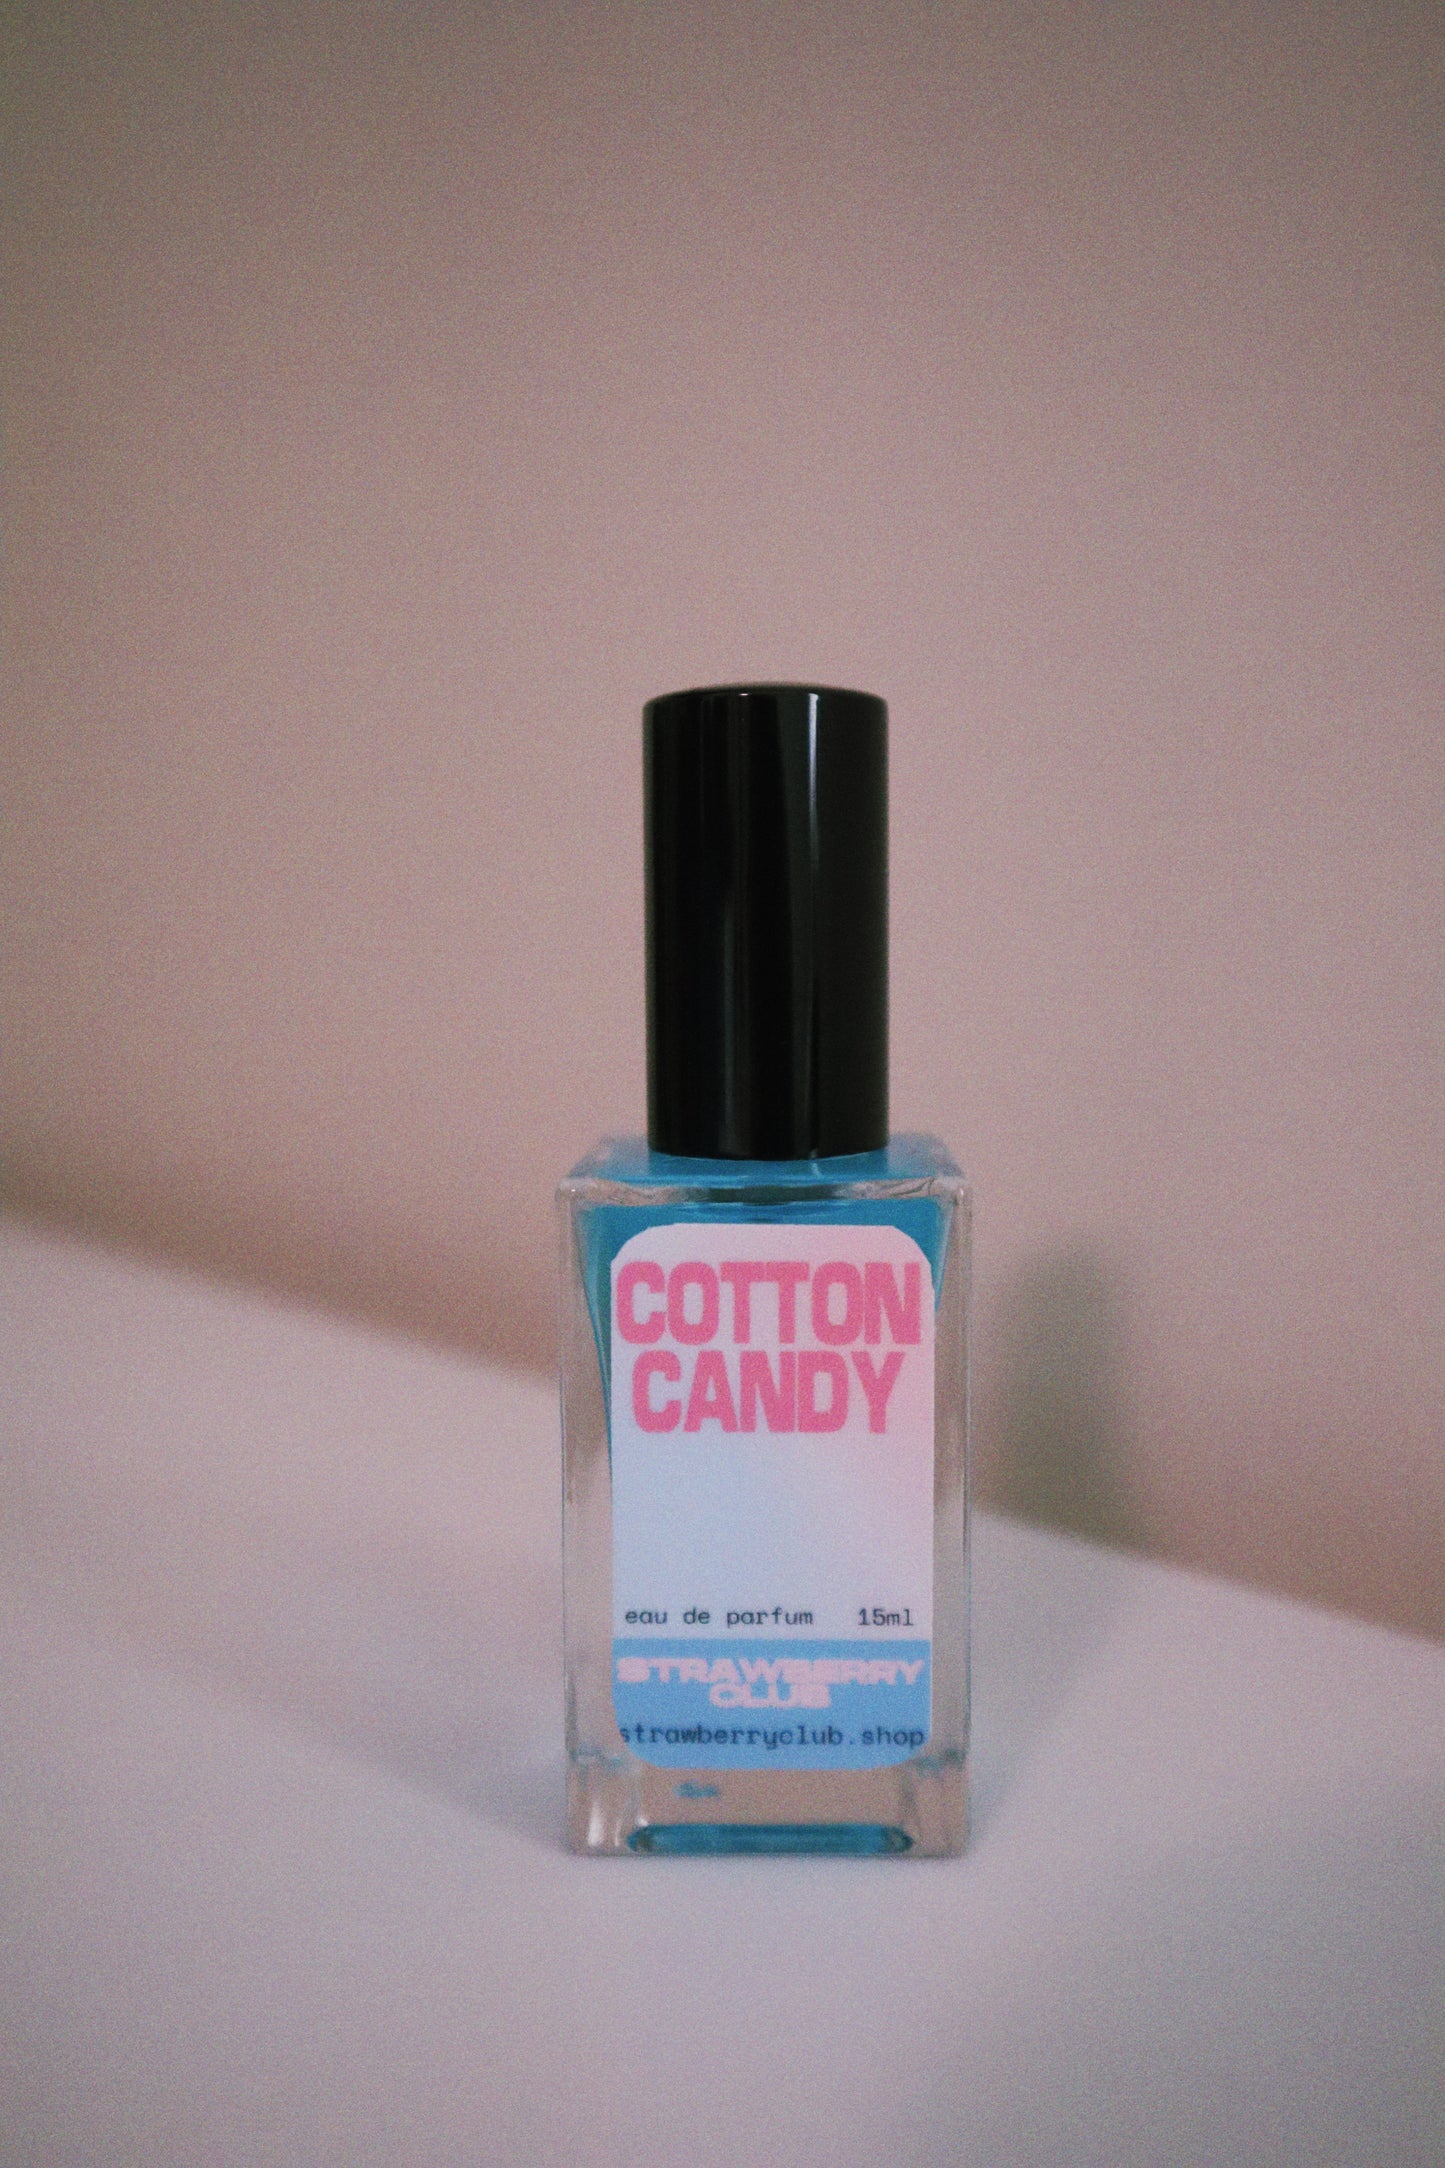 COTTON
CANDY
eau de parfum 15ml
STRAWBERRY
CLUB
strawberryclub.shop